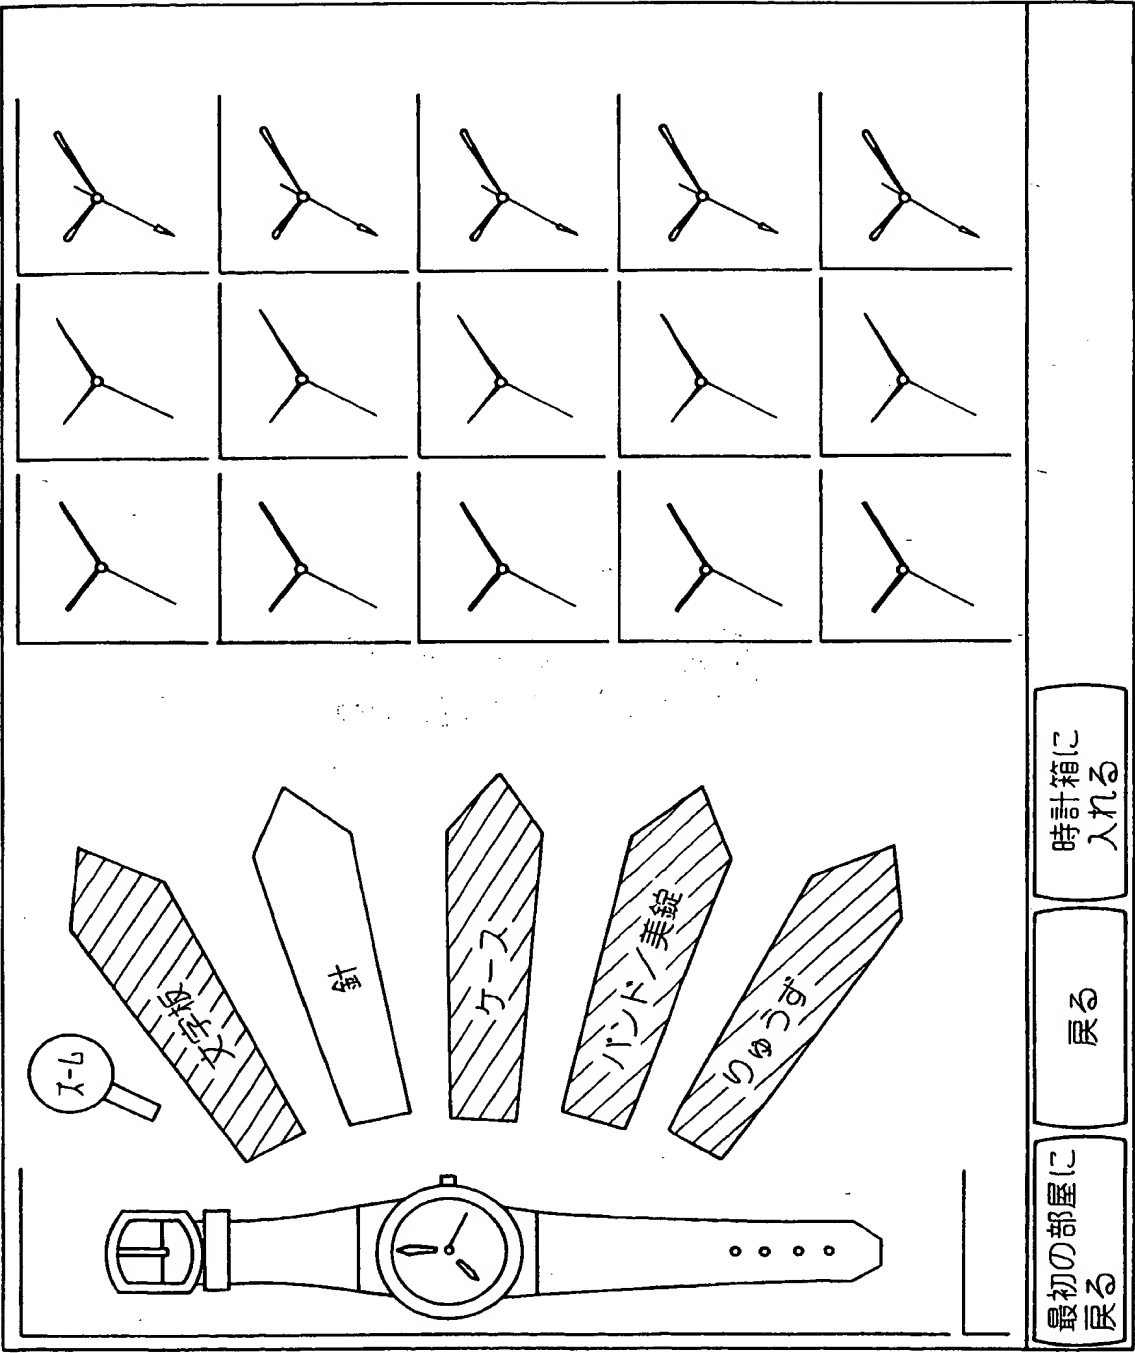 ズーム
文字板
針
ケース
バンド/美錠
りゅうず
最初の部屋に
戻る
戻る
時計箱に
入れる